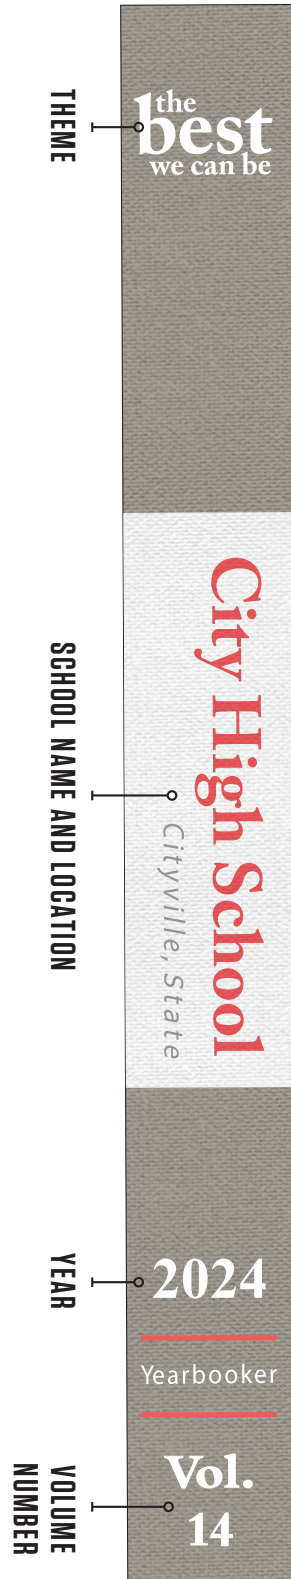 THEME
the
best
we can be
SCHOOL NAME AND LOCATION
City High School
Cityville, State
YEAR
2024
Yearbooker
VOLUME
NUMBER
Vol.
14